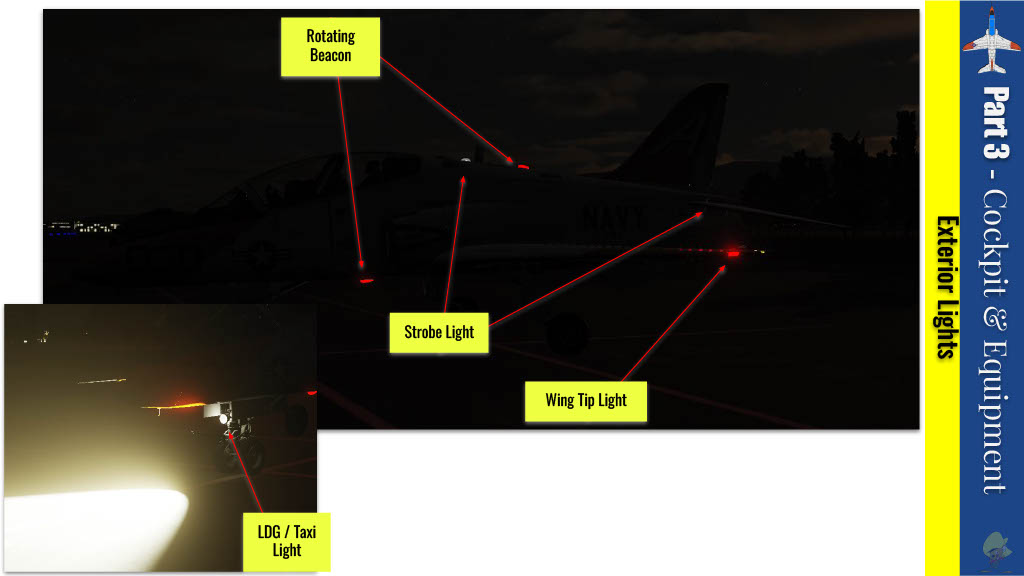 Rotating
Beacon
NAVY
Strobe Light
Wing Tip Light
LDG / Taxi
Light
Part 3 - Cockpit & Equipment
Exterior Lights